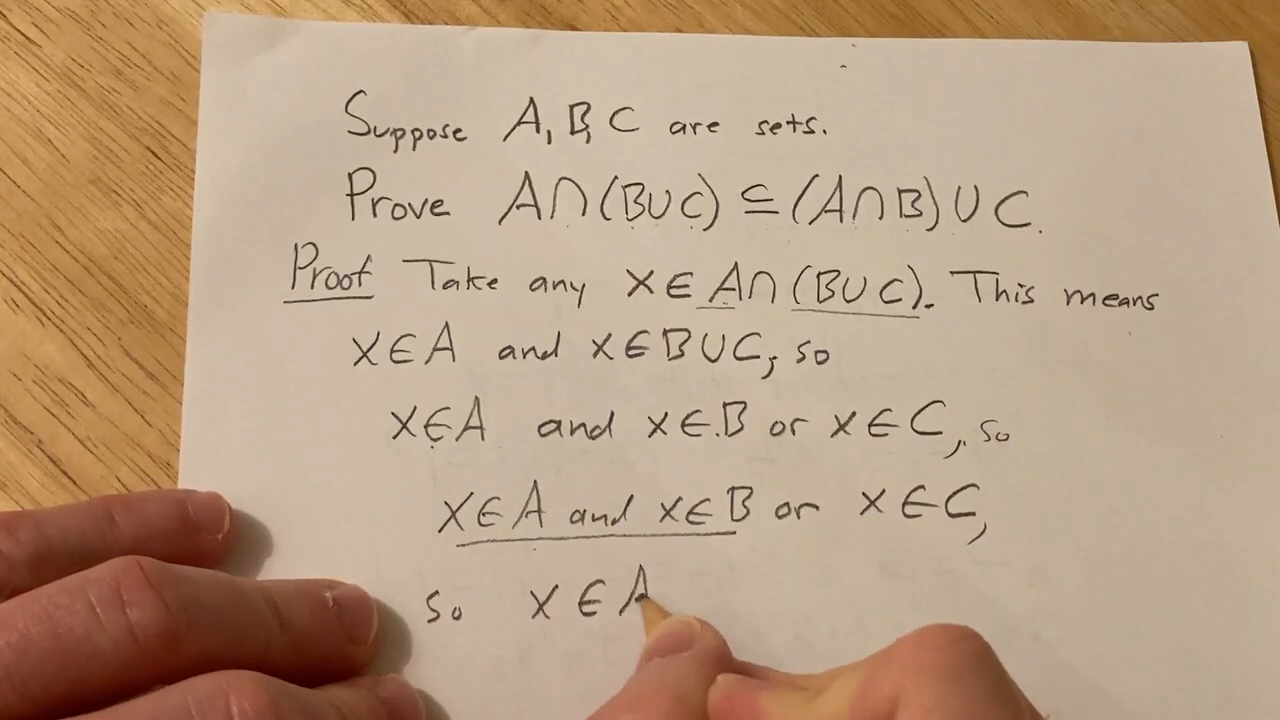 Suppose A, B, C are sets.
Prove A∩(B∪C) ⊆ (A∩B)∪C.
Proof Take any x∈A∩(B∪C). This means
x∈A and x∈B∪C, so
x∈A and x∈B or x∈C, so
x∈A and x∈B or x∈C,
so x∈A